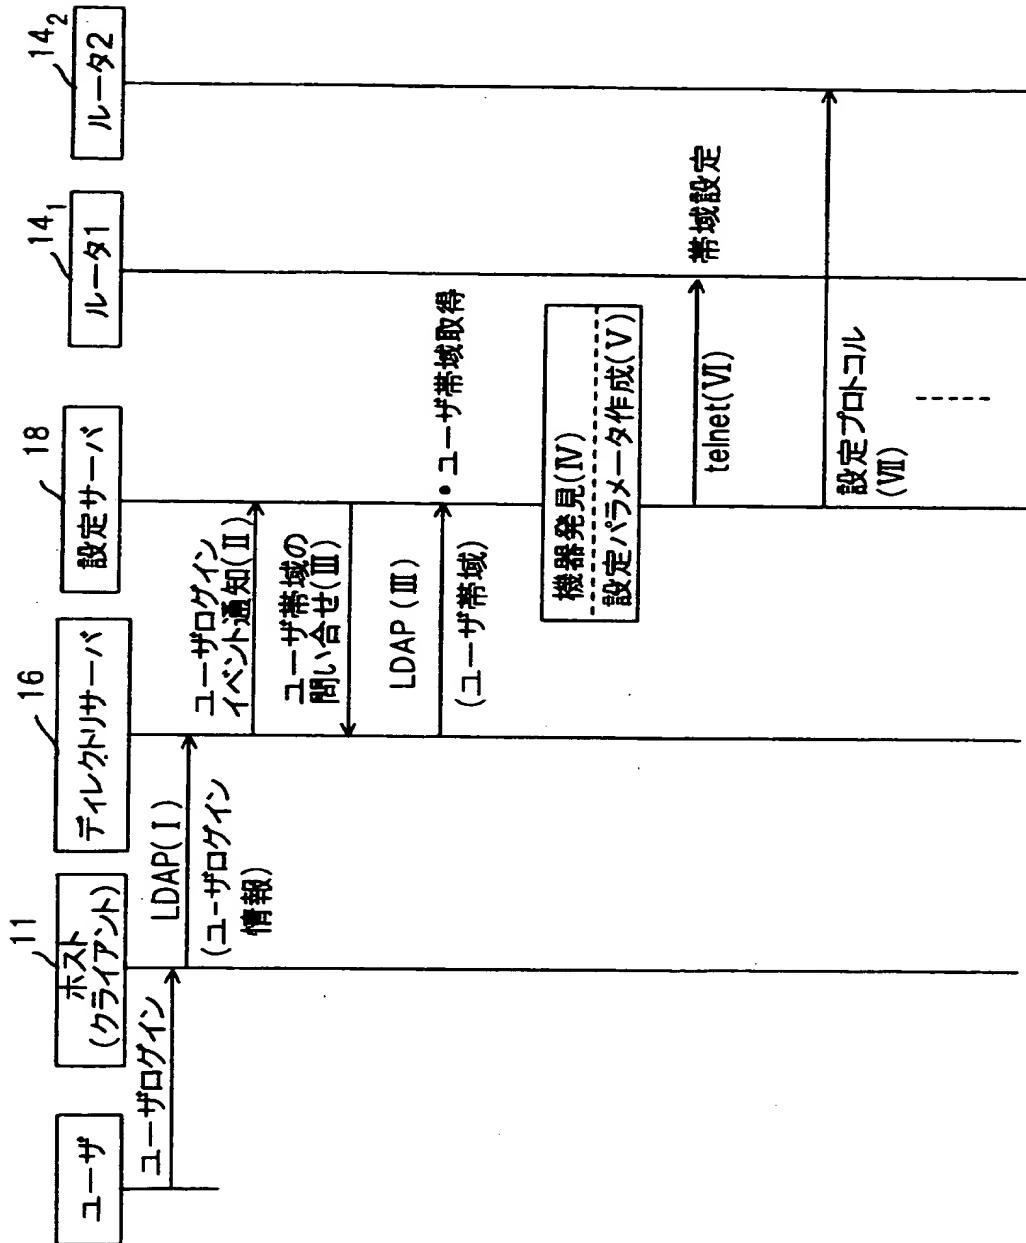 ユーザ
11
ホスト
(クライアント)
16
ディレクトリサーバ
18
設定サーバ
14₁
ルータ1
14₂
ルータ2
ユーザログイン
LDAP(Ⅰ)
(ユーザログイン
情報)
ユーザログイン
イベント通知(Ⅱ)
ユーザ帯域の
問い合せ(Ⅲ)
LDAP(Ⅲ)
(ユーザ帯域)
・ユーザ帯域取得
機器発見(Ⅳ)
設定パラメータ作成(Ⅴ)
telnet(Ⅵ)
帯域設定
設定プロトコル
(Ⅶ)